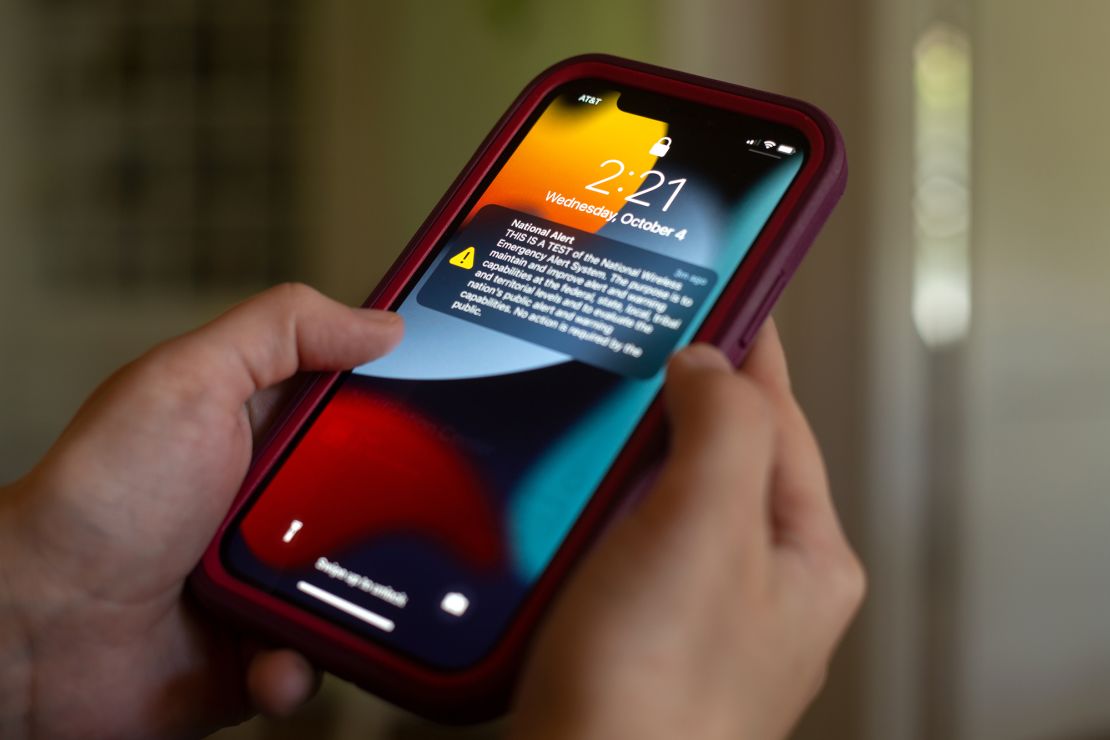 AT&T
2:21
Wednesday, October 4
National Alert
3m ago
THIS IS A TEST of the National Wireless
Emergency Alert System. The purpose is to
maintain and improve alert and warning
capabilities at the federal, state, local, tribal
and territorial levels and to evaluate the
nation's public alert and warning
capabilities. No action is required by the
public.
Swipe up to unlock